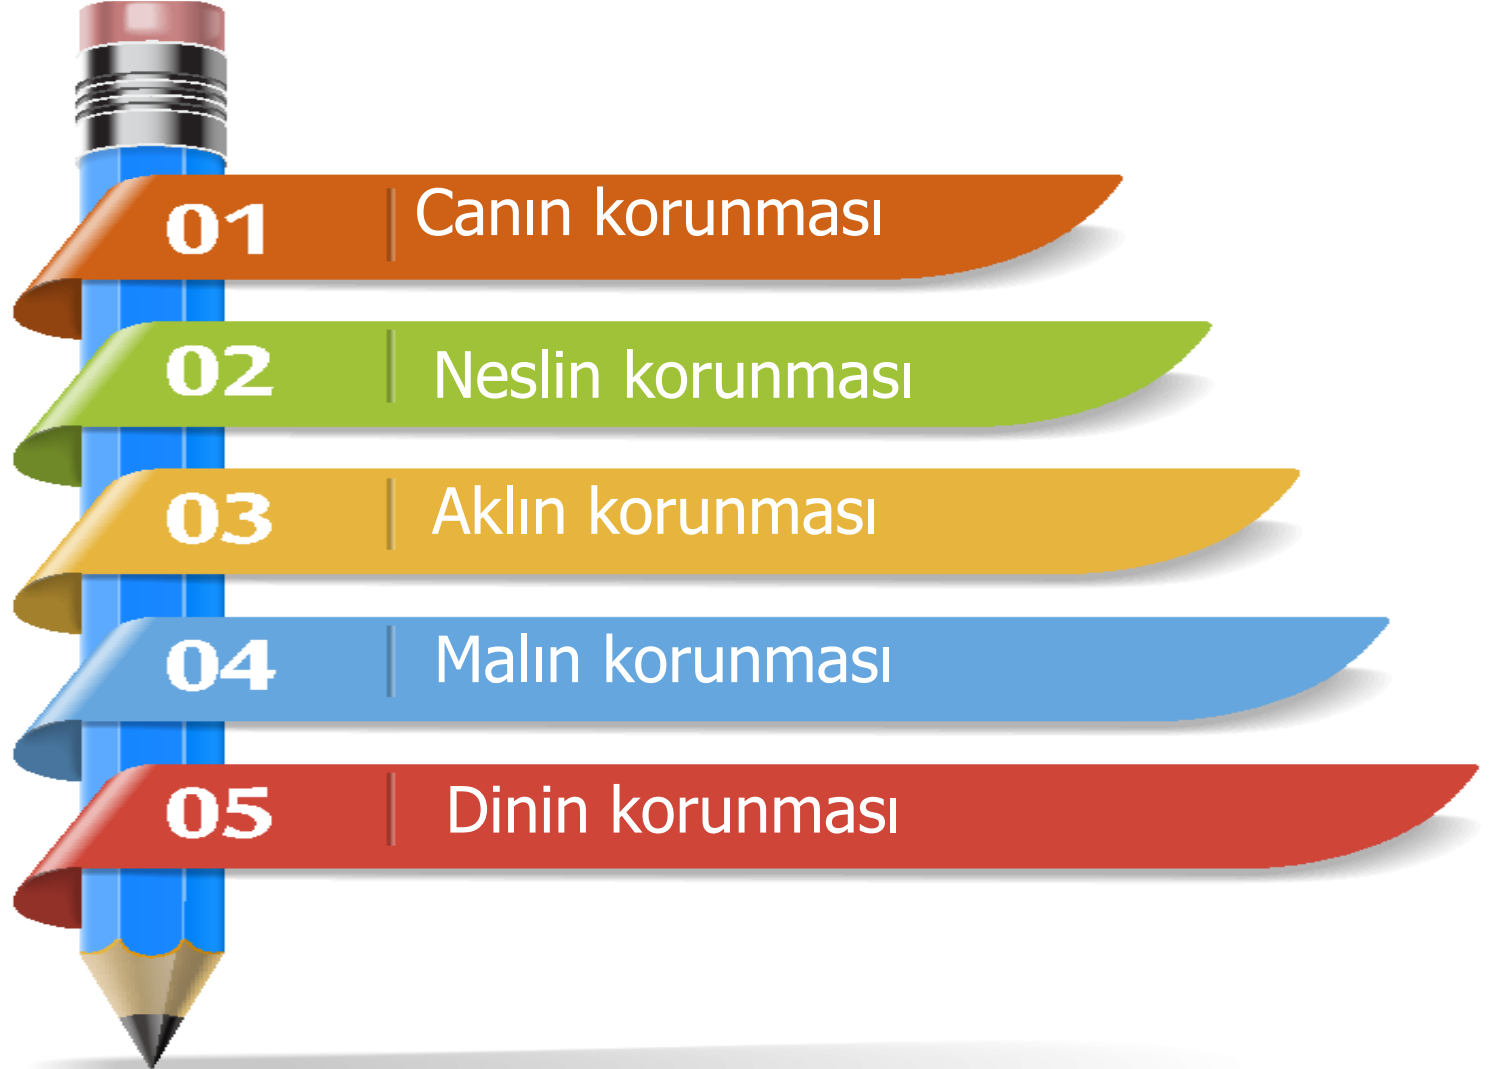 01 Canın korunması
02 Neslin korunması
03 Aklın korunması
04 Malın korunması
05 Dinin korunması